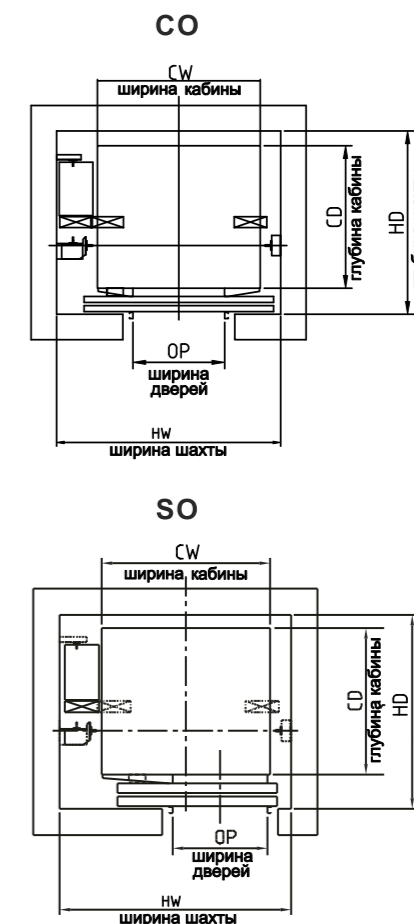 CO
CW
ширина кабины
CD
глубина кабины
HD
OP
ширина
дверей
HW
ширина шахты
SO
CW
ширина кабины
CD
глубина кабины
HD
OP
ширина
дверей
HW
ширина шахты